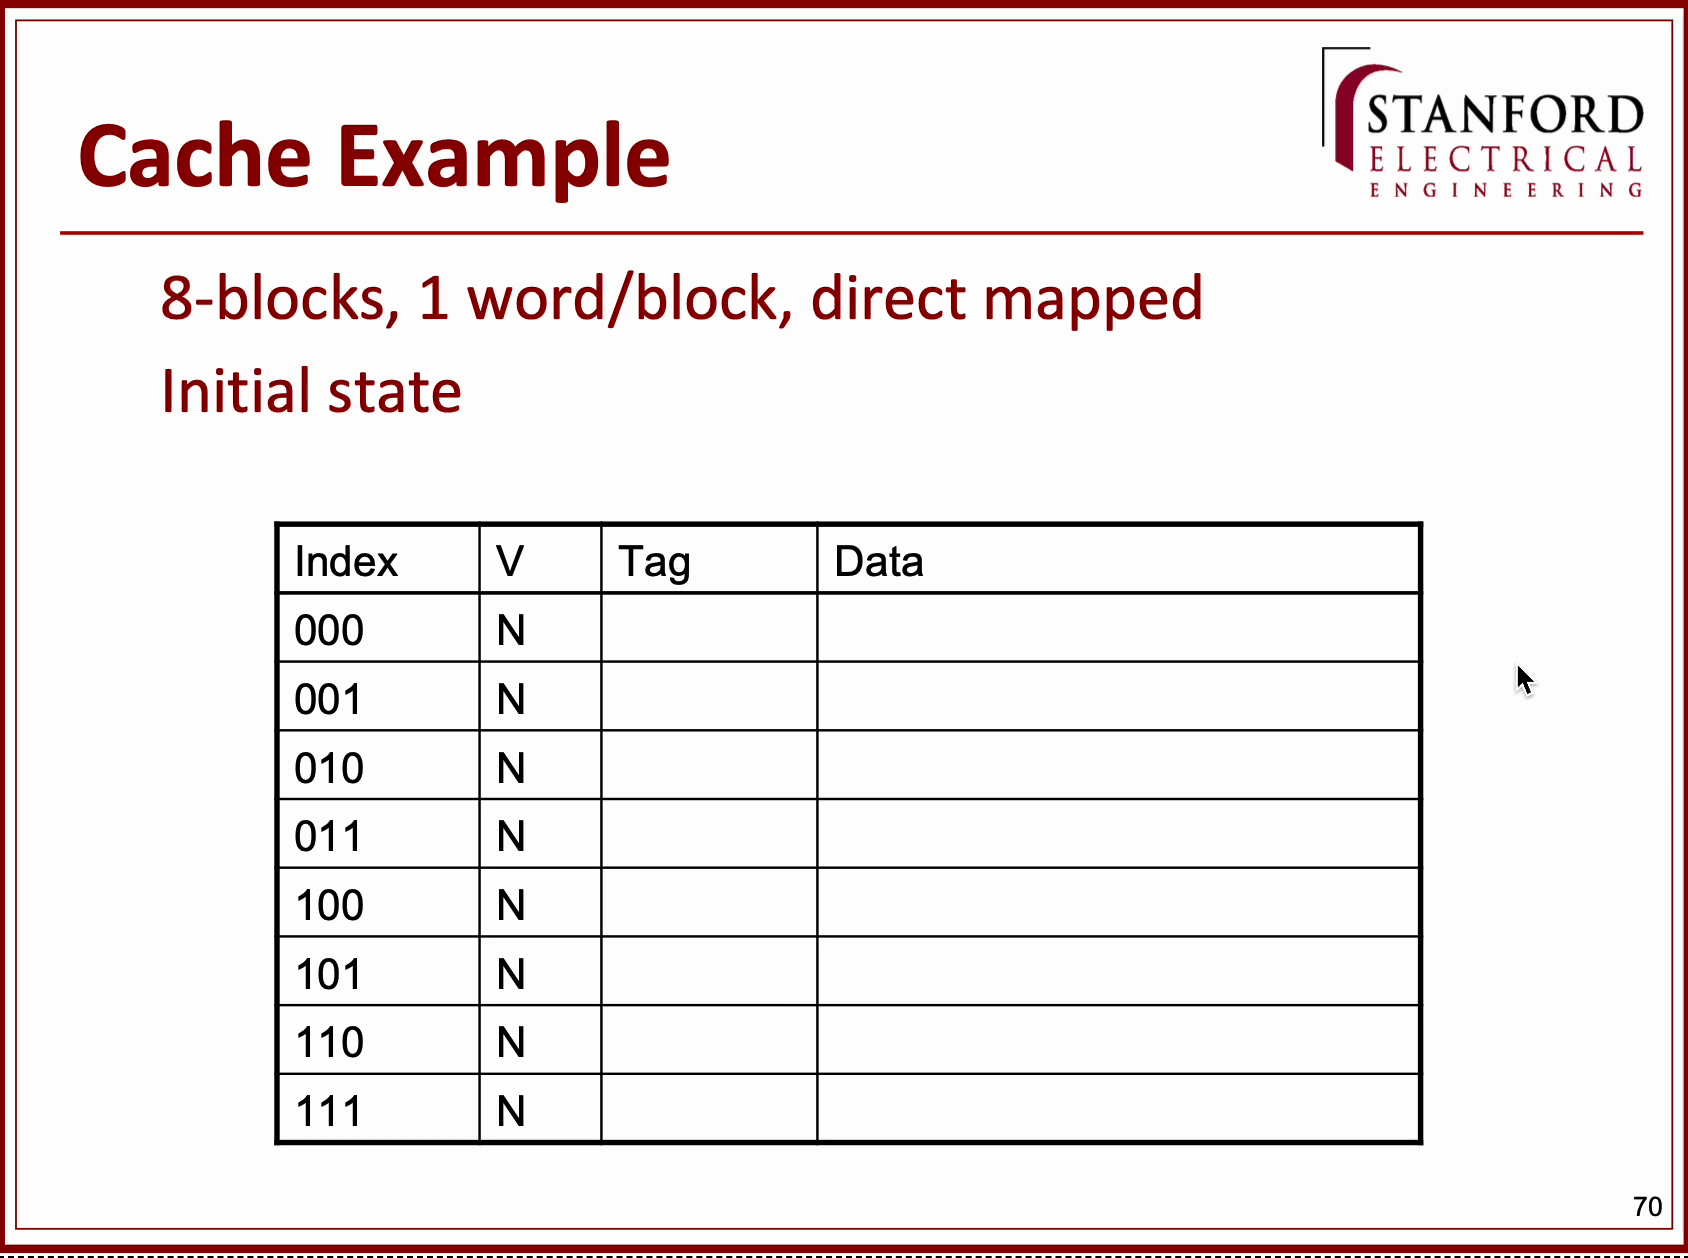 STANFORD
ELECTRICAL
ENGINEERING
Cache Example
8-blocks, 1 word/block, direct mapped
Initial state
Index V Tag Data
000 N
001 N
010 N
011 N
100 N
101 N
110 N
111 N
70